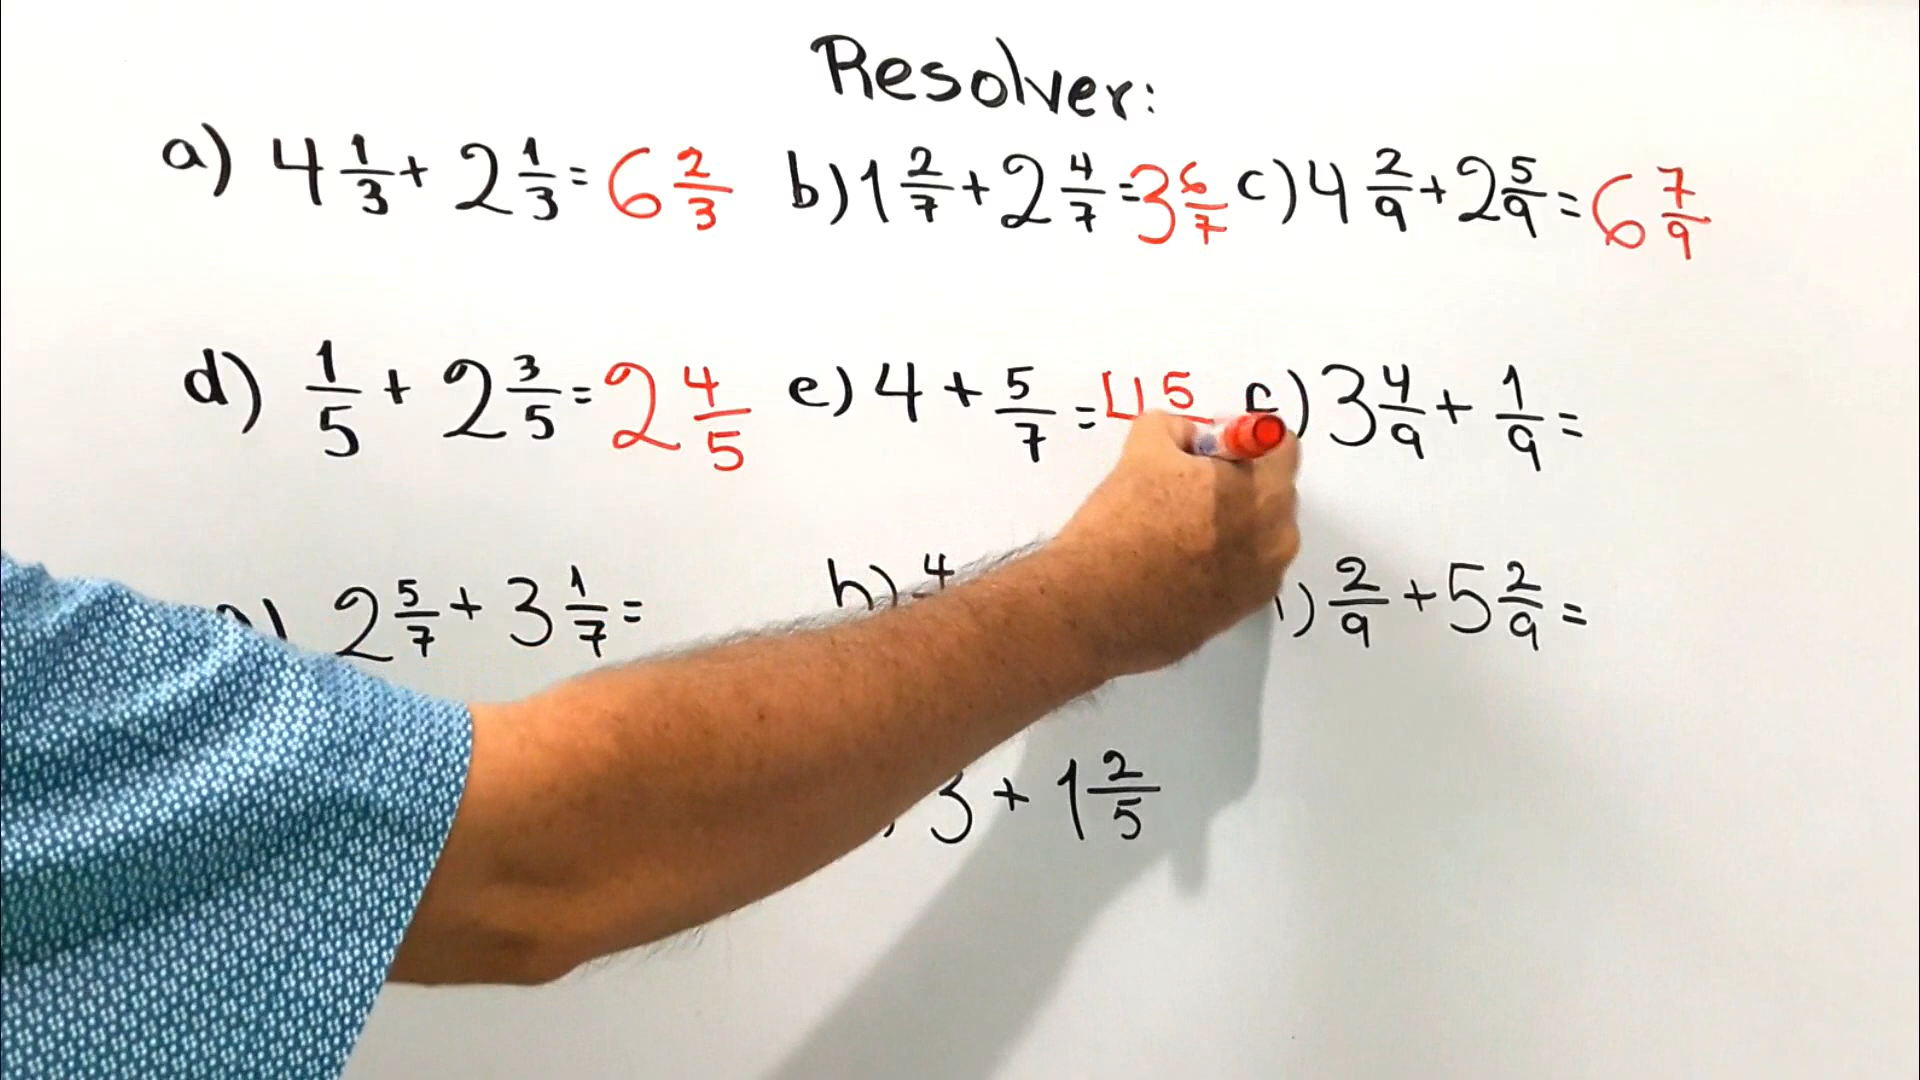 Resolver:
a) 4 1/3 + 2 1/3 = 6 2/3 b) 1 2/7 + 2 4/7 = 3 6/7 c) 4 2/9 + 2 5/9 = 6 7/9
d) 1/5 + 2 3/5 = 2 4/5 e) 4 + 5/7 = 4 5 f) 3 4/9 + 1/9 =
2 5/7 + 3 1/7 = h) 4 ) 2/9 + 5 2/9 =
3 + 1 2/5